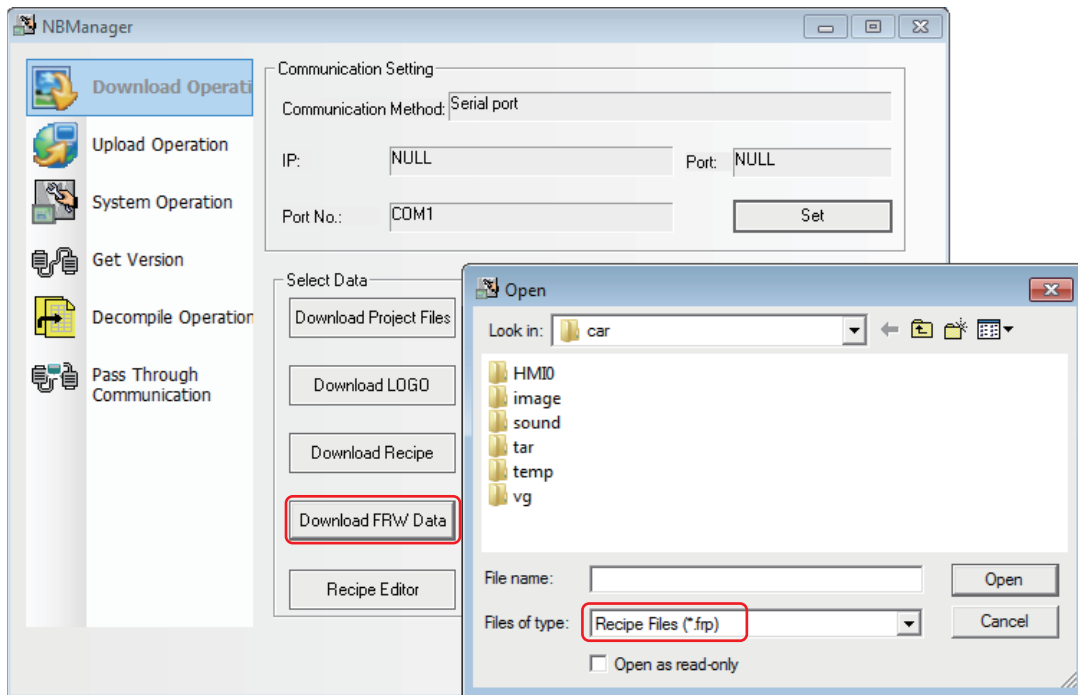 NBManager
Download Operati
Upload Operation
System Operation
Get Version
Decompile Operation
Pass Through
Communication
Communication Setting
Communication Method: Serial port
IP: NULL Port: NULL
Port No.: COM1 Set
Select Data
Download Project Files
Download LOGO
Download Recipe
Download FRW Data
Recipe Editor
Open
Look in: car
HMI0
image
sound
tar
temp
vg
File name: Open
Files of type: Recipe Files (*.frp) Cancel
Open as read-only